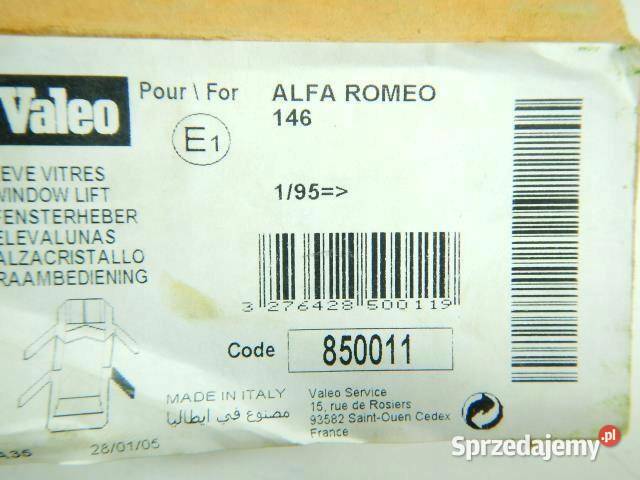 Valeo
Pour \ For
ALFA ROMEO
146
E1
1/95=>
EVE VITRES
WINDOW LIFT
FENSTERHEBER
ELEVALUNAS
ALZACRISTALLO
RAAMBEDIENING
3 276428 500119
Code 850011
MADE IN ITALY
مصنوع في ايطاليا
Valeo Service
15, rue de Rosiers
93582 Saint-Ouen Cedex
France
A36
28/01/05
Sprzedajemy.pl